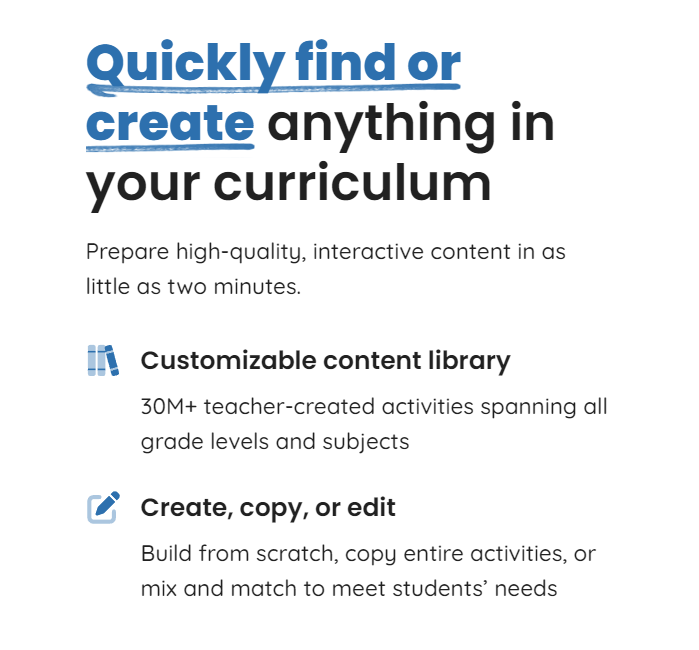 Quickly find or
create anything in
your curriculum
Prepare high-quality, interactive content in as
little as two minutes.
Customizable content library
30M+ teacher-created activities spanning all
grade levels and subjects
Create, copy, or edit
Build from scratch, copy entire activities, or
mix and match to meet students’ needs